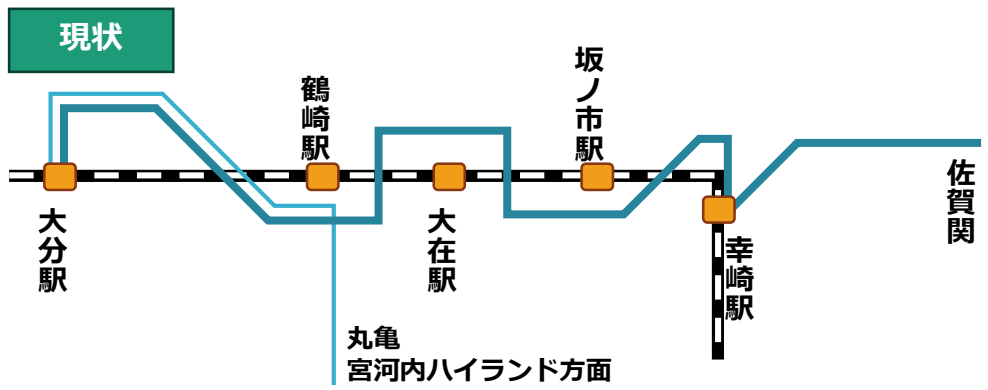 現状
大分駅
鶴崎駅
大在駅
坂ノ市駅
幸崎駅
佐賀関
丸亀
宮河内ハイランド方面